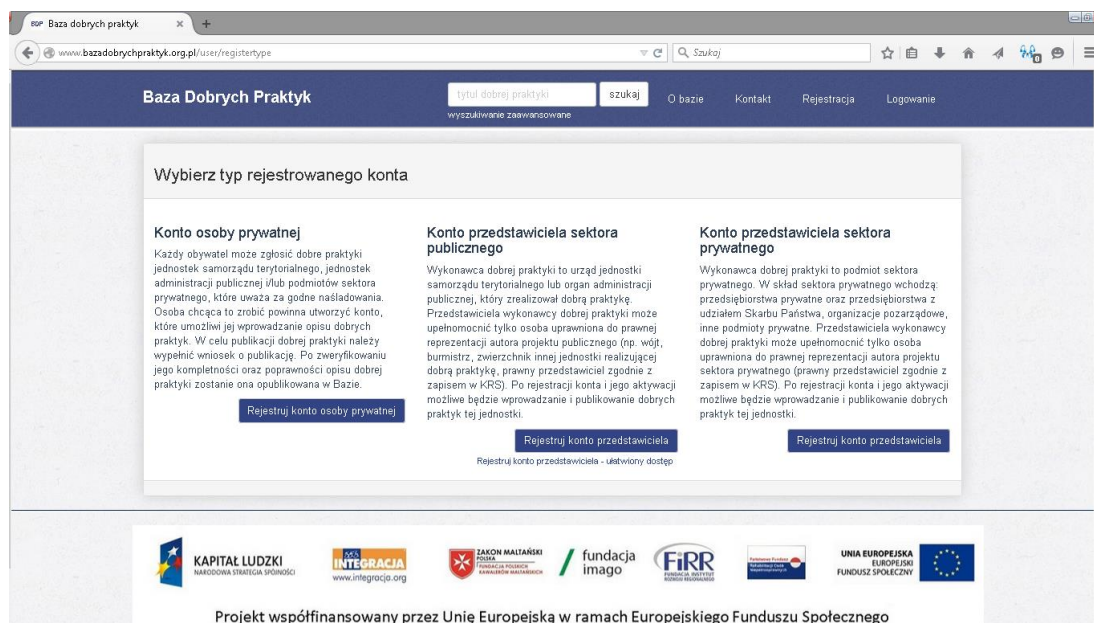 BDP Baza dobrych praktyk
www.bazadobrychpraktyk.org.pl/user/registertype
Szukaj
0
Baza Dobrych Praktyk
tytuł dobrej praktyki
szukaj
O bazie
Kontakt
Rejestracja
Logowanie
wyszukiwanie zaawansowane
Wybierz typ rejestrowanego konta
Konto osoby prywatnej
Każdy obywatel może zgłosić dobre praktyki
jednostek samorządu terytorialnego, jednostek
administracji publicznej i/lub podmiotów sektora
prywatnego, które uważa za godne naśladowania.
Osoba chcąca to zrobić powinna utworzyć konto,
które umożliwi jej wprowadzanie opisu dobrych
praktyk. W celu publikacji dobrej praktyki należy
wypełnić wniosek o publikację. Po zweryfikowaniu
jego kompletności oraz poprawności opisu dobrej
praktyki zostanie ona opublikowana w Bazie.
Rejestruj konto osoby prywatnej
Konto przedstawiciela sektora
publicznego
Wykonawca dobrej praktyki to urząd jednostki
samorządu terytorialnego lub organ administracji
publicznej, który zrealizował dobrą praktykę.
Przedstawiciela wykonawcy dobrej praktyki może
upełnomocnić tylko osoba uprawniona do prawnej
reprezentacji autora projektu publicznego (np. wójt,
burmistrz, zwierzchnik innej jednostki realizującej
dobrą praktykę, prawny przedstawiciel zgodnie z
zapisem w KRS). Po rejestracji konta i jego aktywacji
możliwe będzie wprowadzanie i publikowanie dobrych
praktyk tej jednostki.
Rejestruj konto przedstawiciela
Rejestruj konto przedstawiciela - ułatwiony dostęp
Konto przedstawiciela sektora
prywatnego
Wykonawca dobrej praktyki to podmiot sektora
prywatnego. W skład sektora prywatnego wchodzą:
przedsiębiorstwa prywatne oraz przedsiębiorstwa z
udziałem Skarbu Państwa, organizacje pozarządowe,
inne podmioty prywatne. Przedstawiciela wykonawcy
dobrej praktyki może upełnomocnić tylko osoba
uprawniona do prawnej reprezentacji autora projektu
sektora prywatnego (prawny przedstawiciel zgodnie z
zapisem w KRS). Po rejestracji konta i jego aktywacji
możliwe będzie wprowadzanie i publikowanie dobrych
praktyk tej jednostki.
Rejestruj konto przedstawiciela
KAPITAŁ LUDZKI
NARODOWA STRATEGIA SPÓJNOŚCI
INTEGRACJA
www.integracja.org
ZAKON MALTAŃSKI
POLSKA
FUNDACJA POLSKICH
KAWALERÓW MALTAŃSKICH
fundacja
imago
FIRR
FUNDACJA INSTYTUT
ROZWOJU REGIONALNEGO
UNIA EUROPEJSKA
EUROPEJSKI
FUNDUSZ SPOŁECZNY
Projekt współfinansowany przez Unię Europejską w ramach Europejskiego Funduszu Społecznego